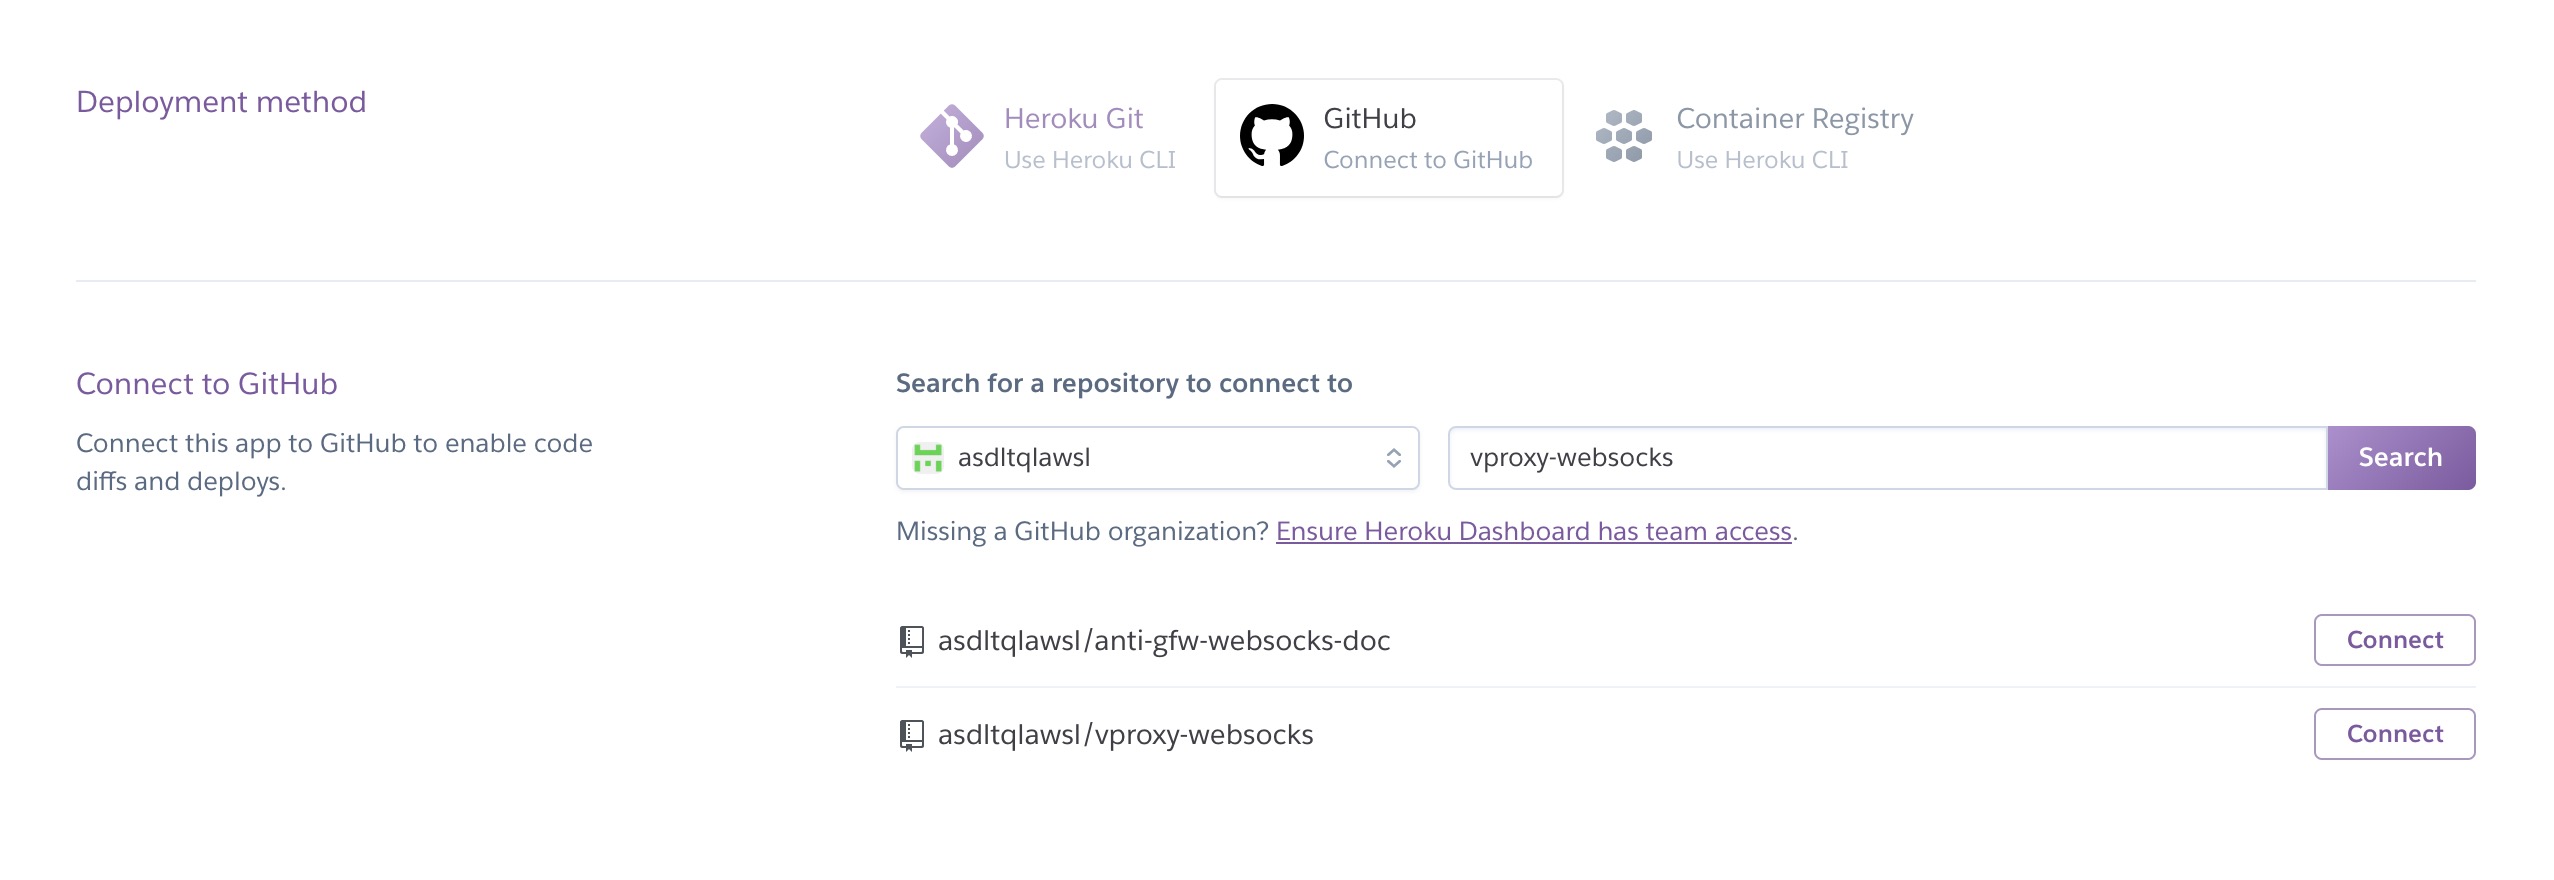 Deployment method
Heroku Git
Use Heroku CLI
GitHub
Connect to GitHub
Container Registry
Use Heroku CLI
Connect to GitHub
Connect this app to GitHub to enable code
diffs and deploys.
Search for a repository to connect to
asdltqlawsl
vproxy-websocks
Search
Missing a GitHub organization? Ensure Heroku Dashboard has team access.
asdltqlawsl/anti-gfw-websocks-doc
Connect
asdltqlawsl/vproxy-websocks
Connect